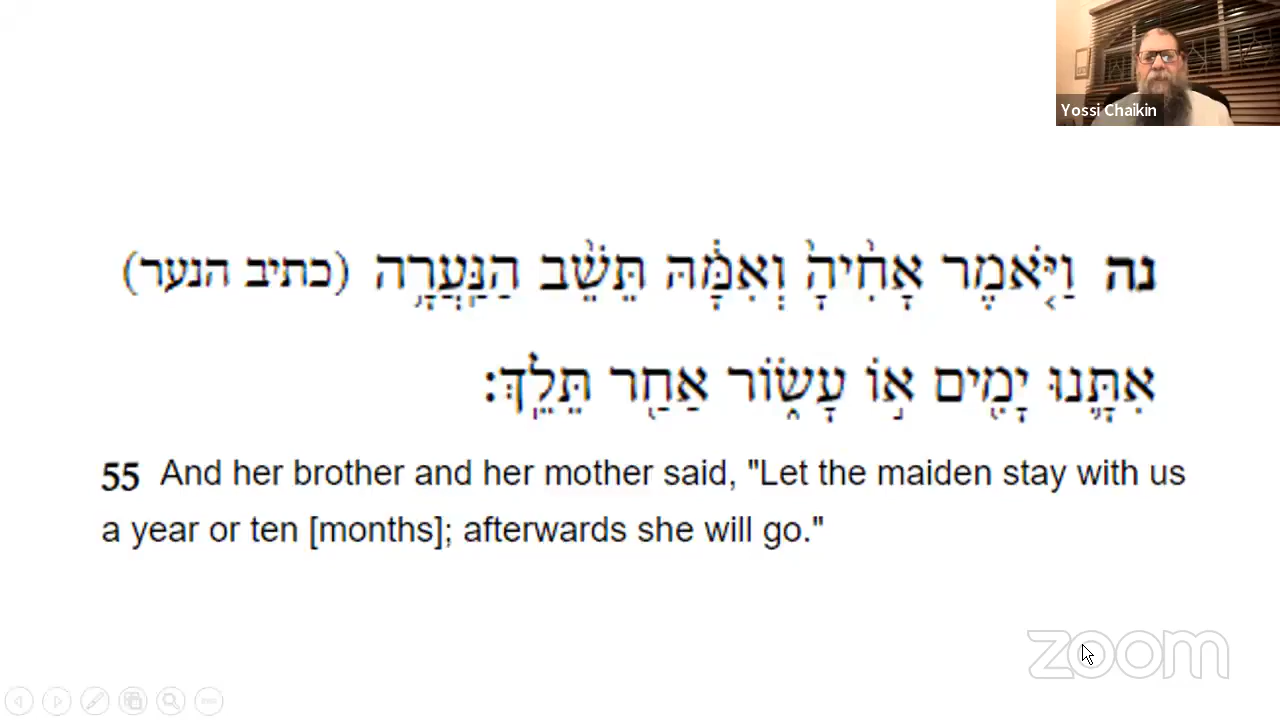 Yossi Chaikin
נה וַיֹּ֨אמֶר אָחִ֤יהָ וְאִמָּהּ֙ תֵּשֵׁ֨ב הַנַּֽעֲרָ֥ה (כתיב הנער)
אִתָּ֛נוּ יָמִ֖ים א֣וֹ עָשׂ֑וֹר אַחַ֖ר תֵּלֵֽךְ:
55 And her brother and her mother said, "Let the maiden stay with us
a year or ten [months]; afterwards she will go."
zoom